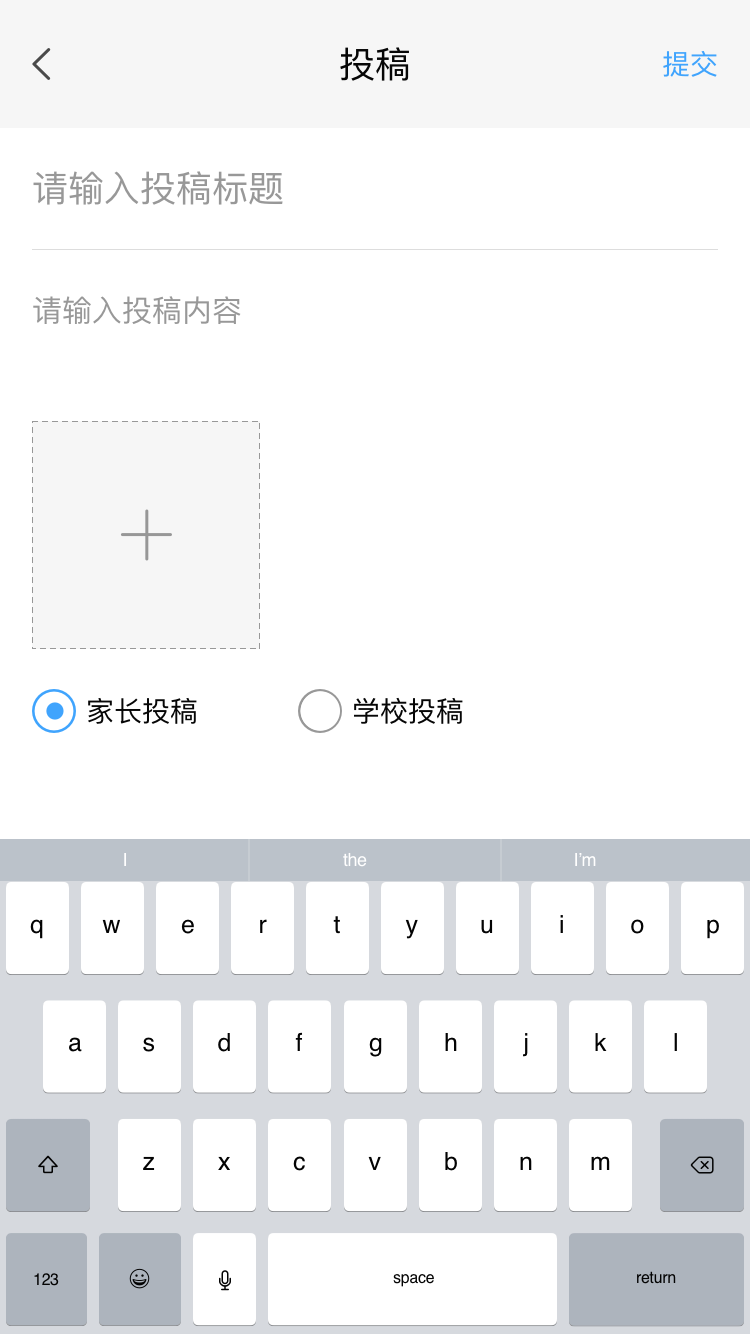 投稿 提交
请输入投稿标题
请输入投稿内容
家长投稿 学校投稿
I the I'm
q w e r t y u i o p
a s d f g h j k l
z x c v b n m
123 space return